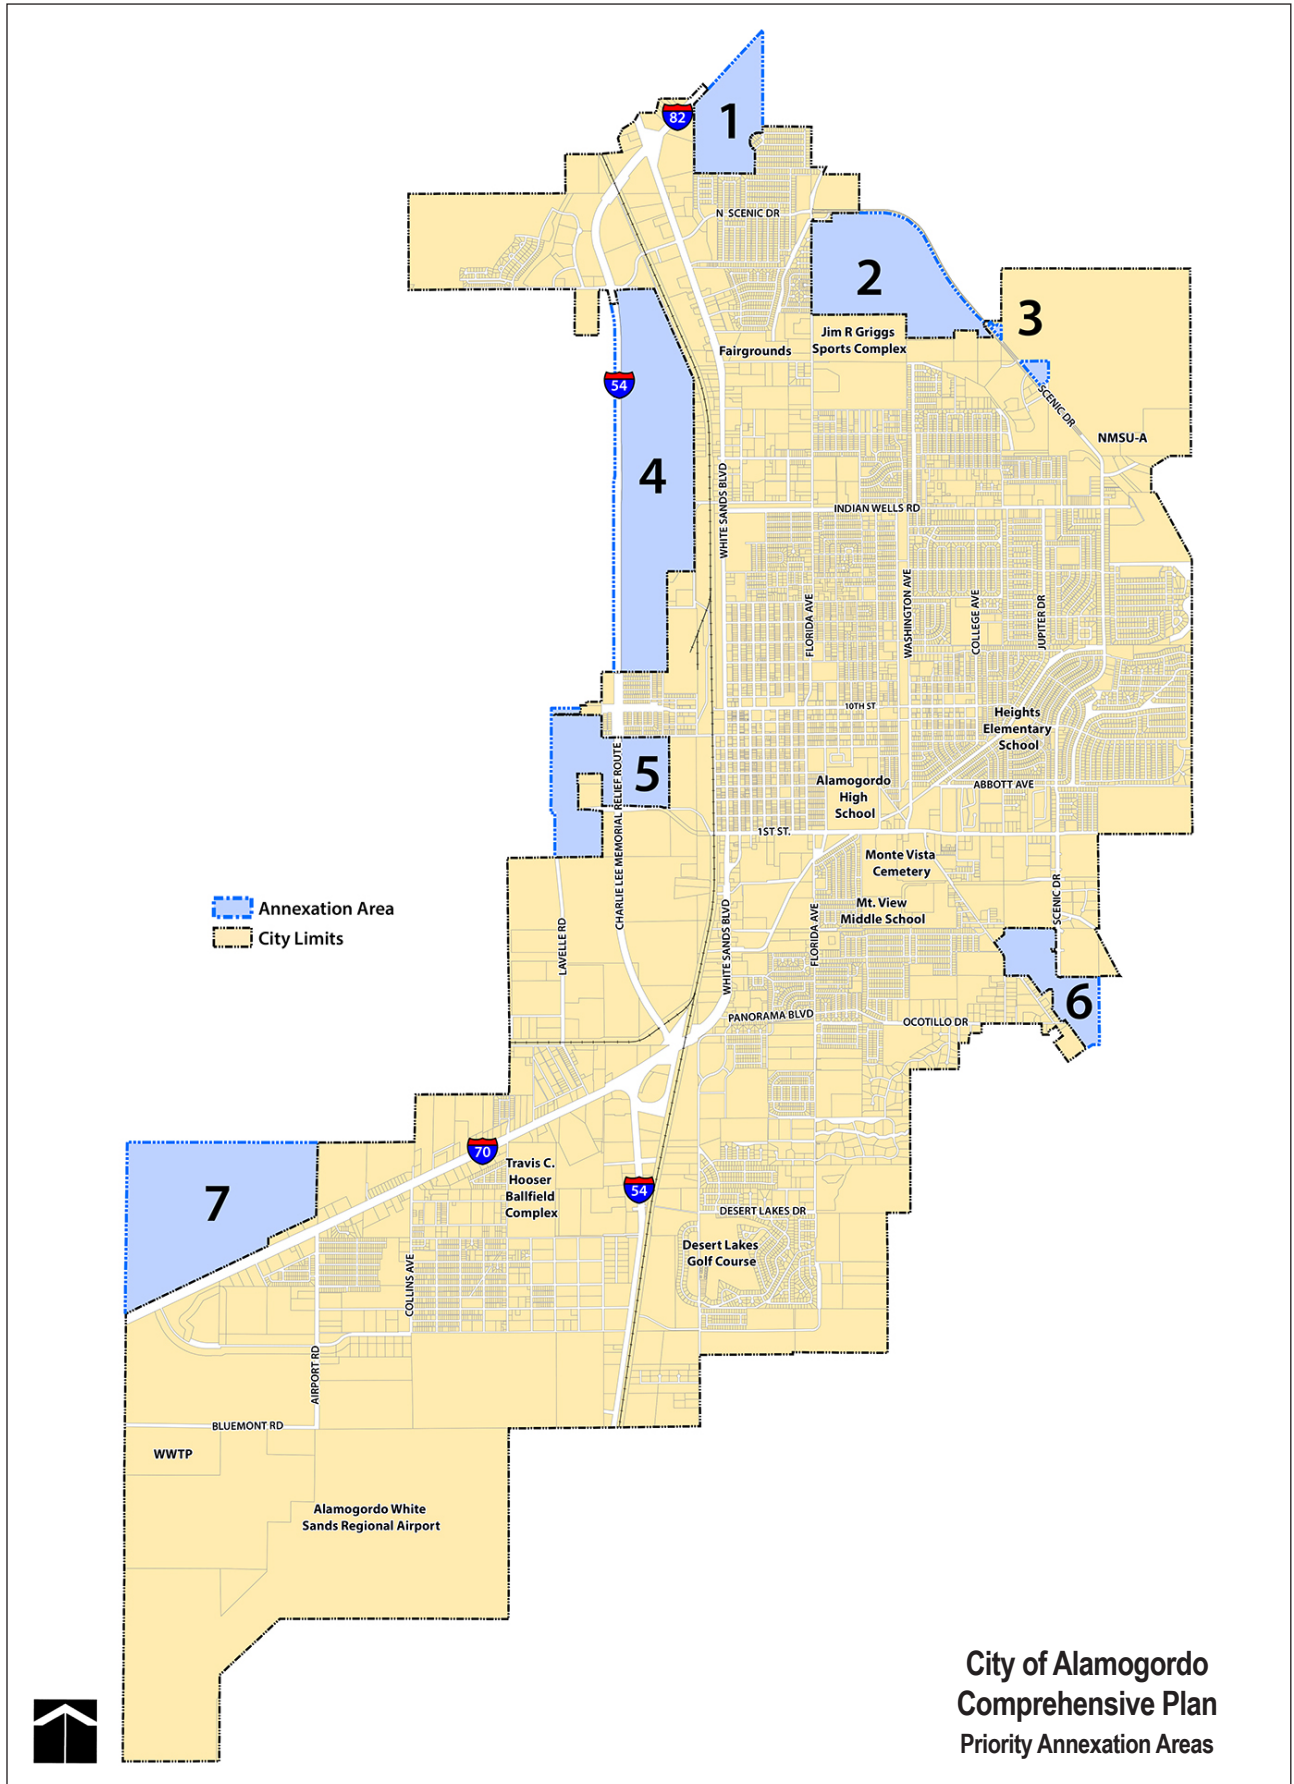 1
82
N SCENIC DR
2
3
Jim R Griggs
Sports Complex
Fairgrounds
54
SCENIC DR
NMSU-A
4
WHITE SANDS BLVD
INDIAN WELLS RD
FLORIDA AVE
WASHINGTON AVE
COLLEGE AVE
JUPITER DR
10TH ST
Heights
Elementary
School
5
CHARLIE LEE MEMORIAL RELIEF ROUTE
Alamogordo
High
School
ABBOTT AVE
1ST ST.
Monte Vista
Cemetery
Mt. View
Middle School
SCENIC DR
Annexation Area
City Limits
LAVELLE RD
WHITE SANDS BLVD
FLORIDA AVE
6
PANORAMA BLVD
OCOTILLO DR
70
Travis C.
Hooser
Ballfield
Complex
54
7
DESERT LAKES DR
Desert Lakes
Golf Course
COLLINS AVE
AIRPORT RD
BLUEMONT RD
WWTP
Alamogordo White
Sands Regional Airport
City of Alamogordo
Comprehensive Plan
Priority Annexation Areas